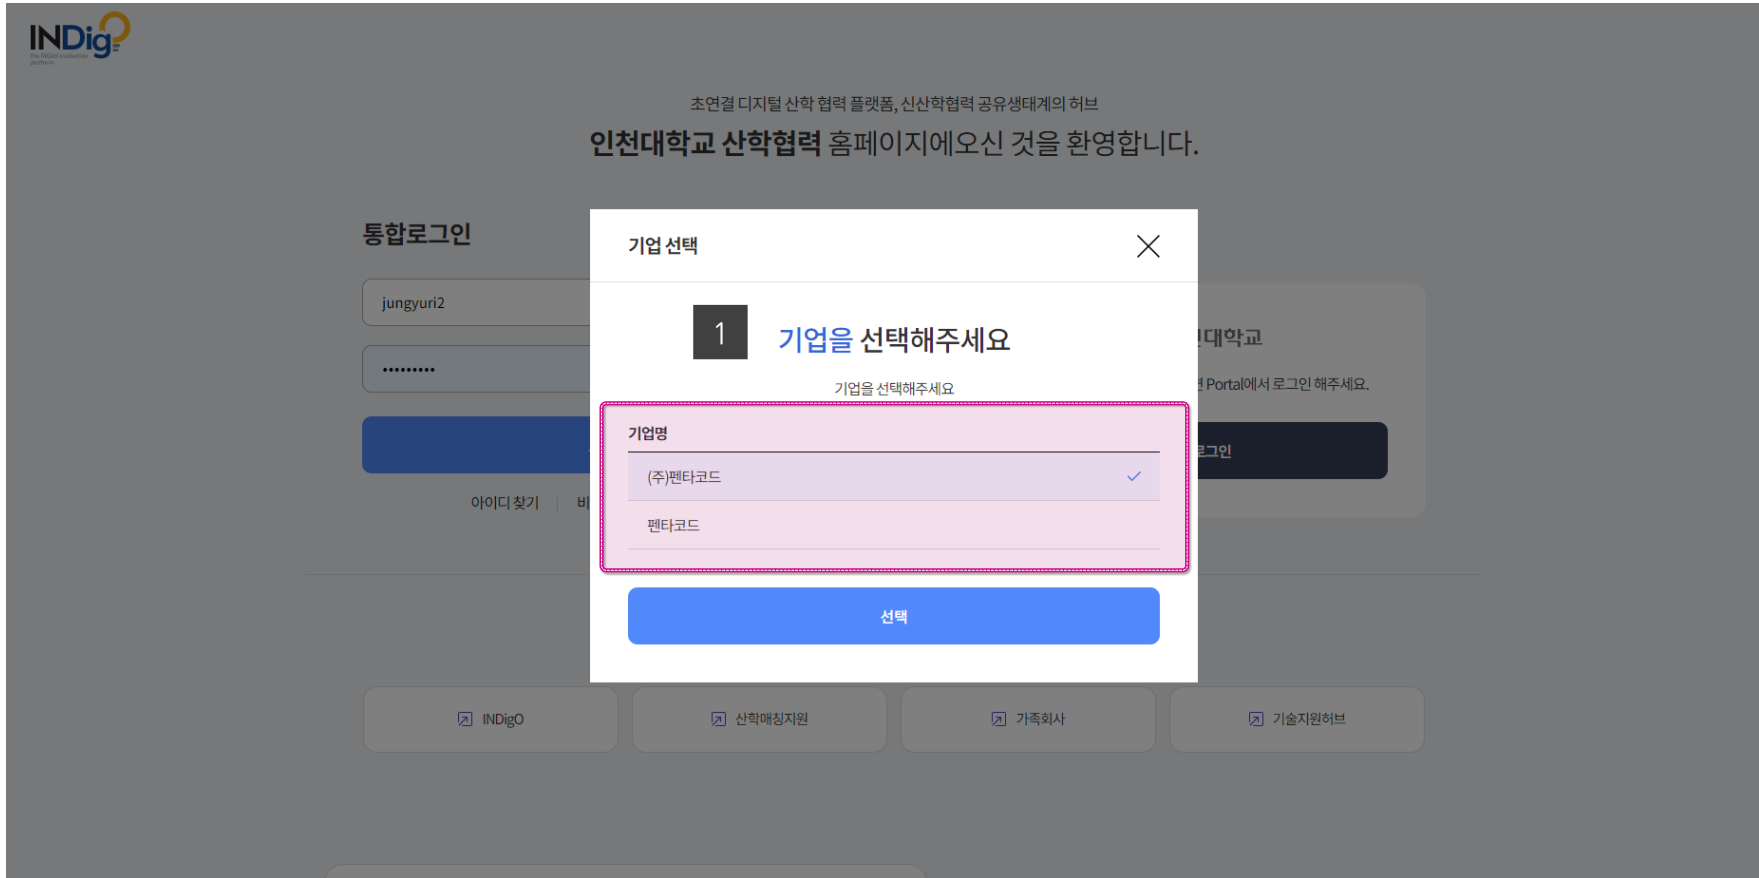 INDigO
platform
초연결 디지털 산학 협력 플랫폼, 신산학협력 공유생태계의 허브
인천대학교 산학협력 홈페이지에오신 것을 환영합니다.
통합로그인
jungyuri2
•••••••••
아이디 찾기
비
기업 선택
1
기업을 선택해주세요
기업을 선택해주세요
기업명
(주)펜타코드
펜타코드
선택
대학교
Portal에서 로그인 해주세요.
로그인
INDigO
산학매칭지원
가족회사
기술지원허브